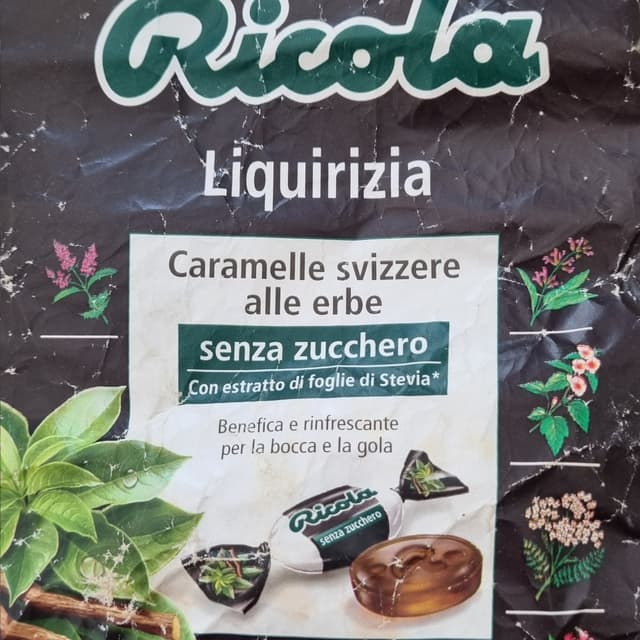 Ricola
Liquirizia
Caramelle svizzere
alle erbe
senza zucchero
Con estratto di foglie di Stevia*
Benefica e rinfrescante
per la bocca e la gola
Ricola
senza zucchero